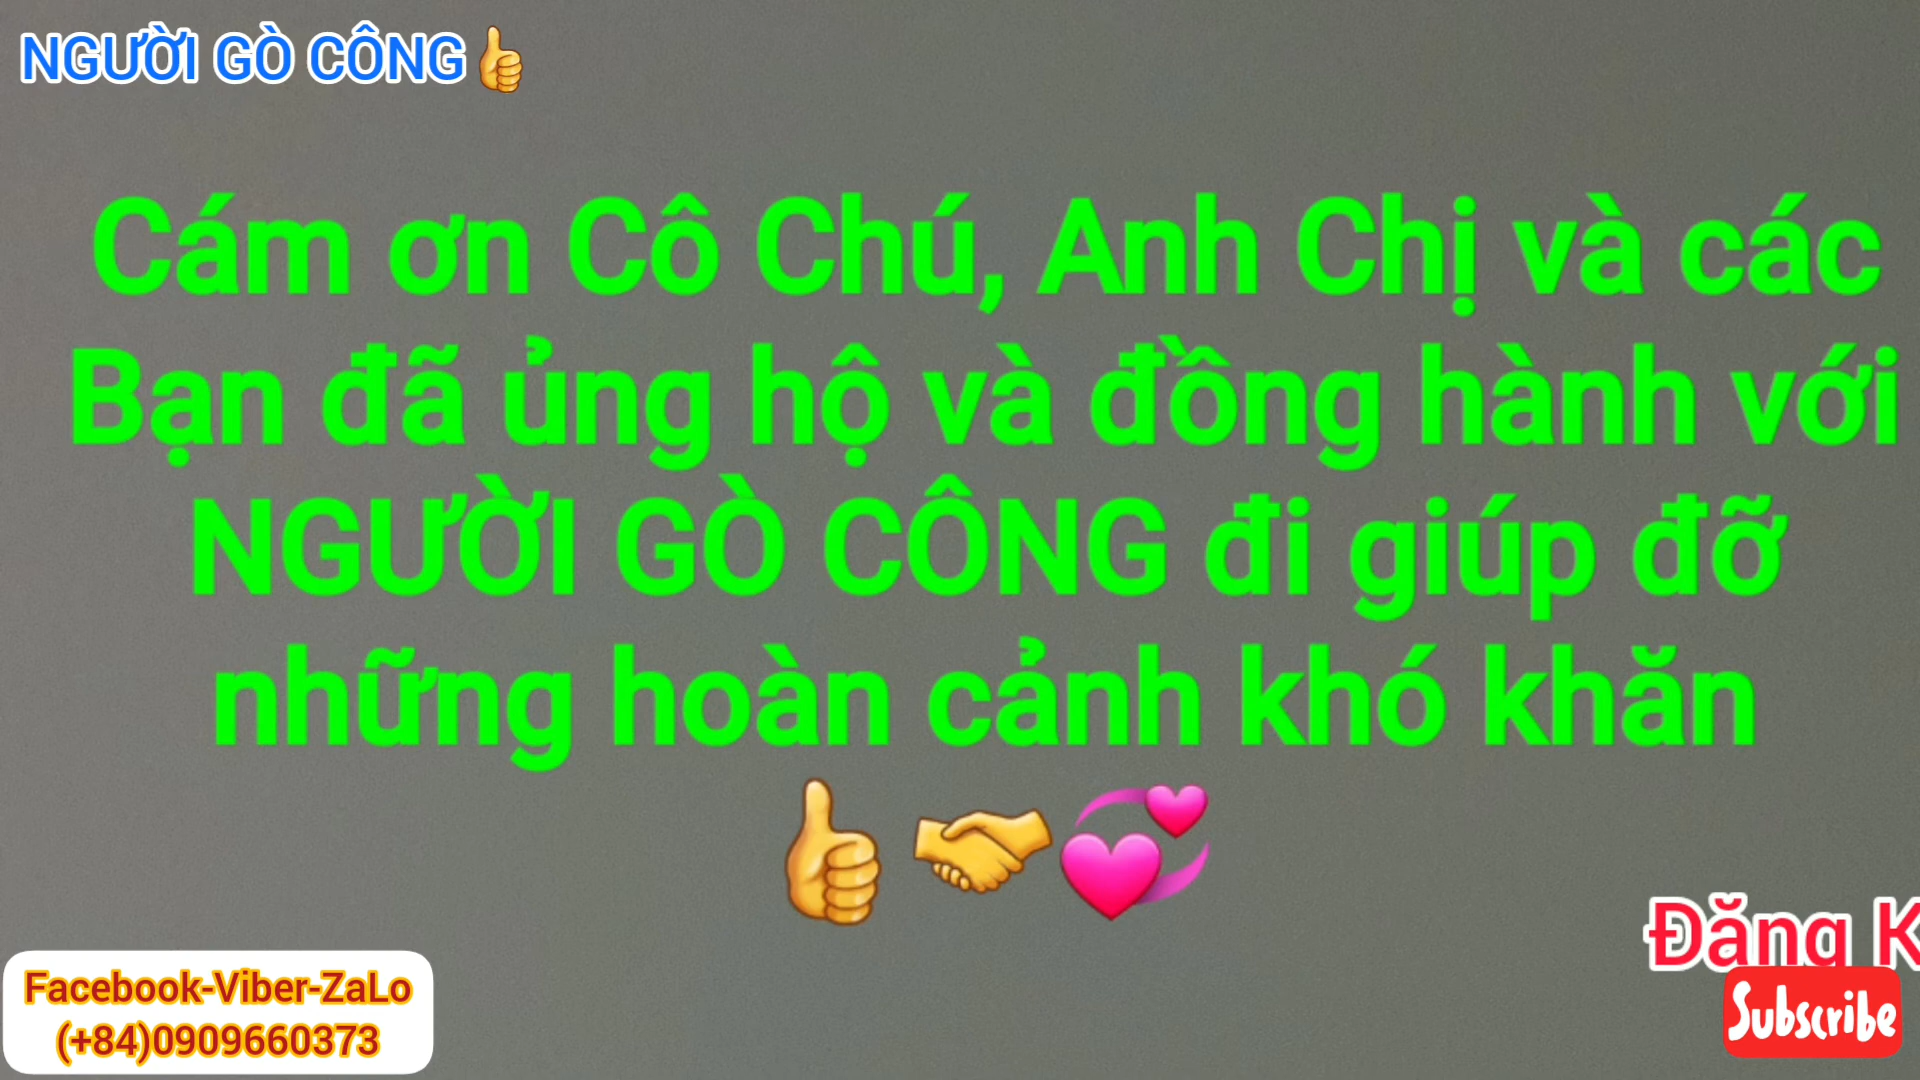 NGƯỜI GÒ CÔNG👍
Cám ơn Cô Chú, Anh Chị và các
Bạn đã ủng hộ và đồng hành với
NGƯỜI GÒ CÔNG đi giúp đỡ
những hoàn cảnh khó khăn
👍🤝💞
Đăng K
Subscribe
Facebook-Viber-ZaLo
(+84)0909660373